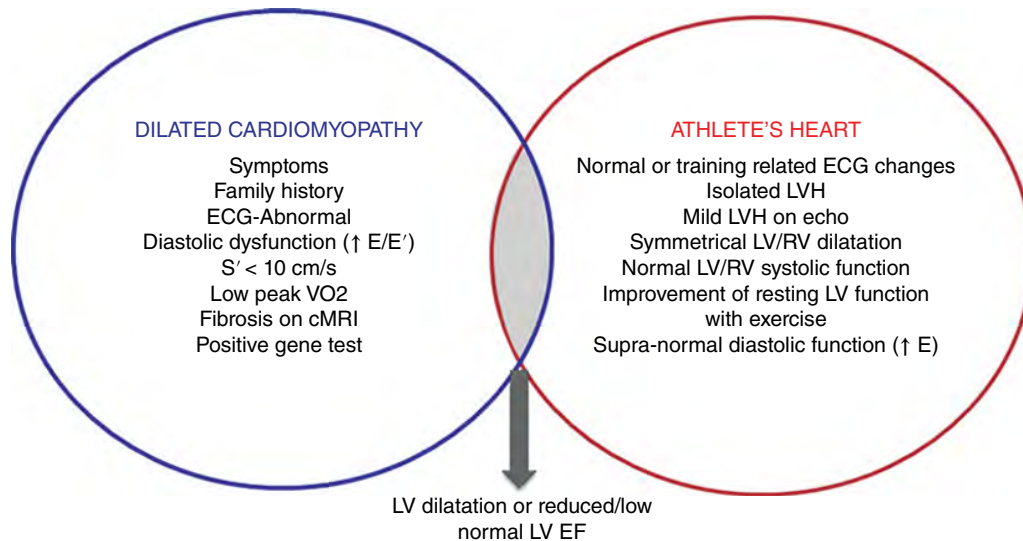 DILATED CARDIOMYOPATHY
Symptoms
Family history
ECG-Abnormal
Diastolic dysfunction (↑ E/E′)
S′ < 10 cm/s
Low peak VO2
Fibrosis on cMRI
Positive gene test
ATHLETE'S HEART
Normal or training related ECG changes
Isolated LVH
Mild LVH on echo
Symmetrical LV/RV dilatation
Normal LV/RV systolic function
Improvement of resting LV function
with exercise
Supra-normal diastolic function (↑ E)
LV dilatation or reduced/low
normal LV EF